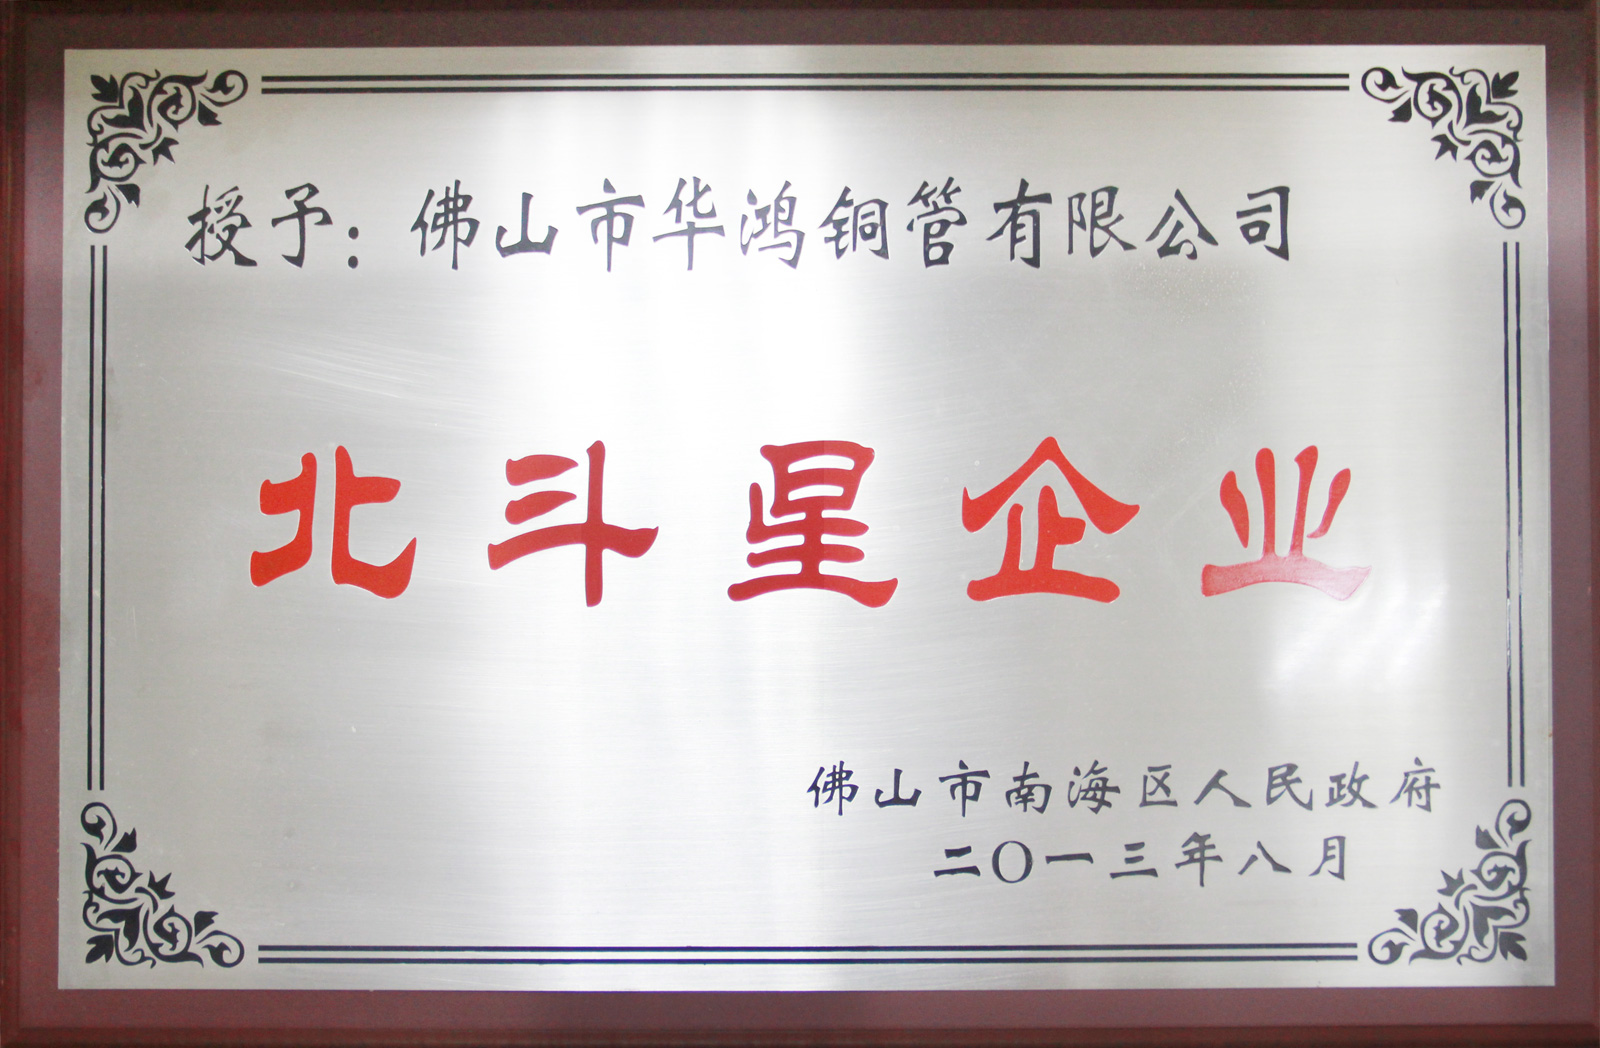 授予：佛山市华鸿铜管有限公司
北斗星企业
佛山市南海区人民政府
二〇一三年八月